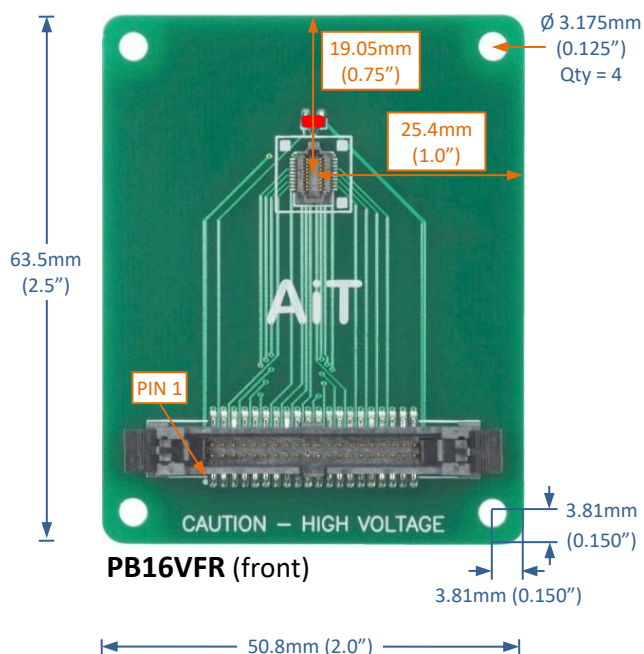 19.05mm
(0.75”)
Ø 3.175mm
(0.125”)
Qty = 4
25.4mm
(1.0”)
63.5mm
(2.5”)
AiT
PIN 1
CAUTION – HIGH VOLTAGE
3.81mm
(0.150”)
PB16VFR (front)
3.81mm (0.150”)
50.8mm (2.0”)